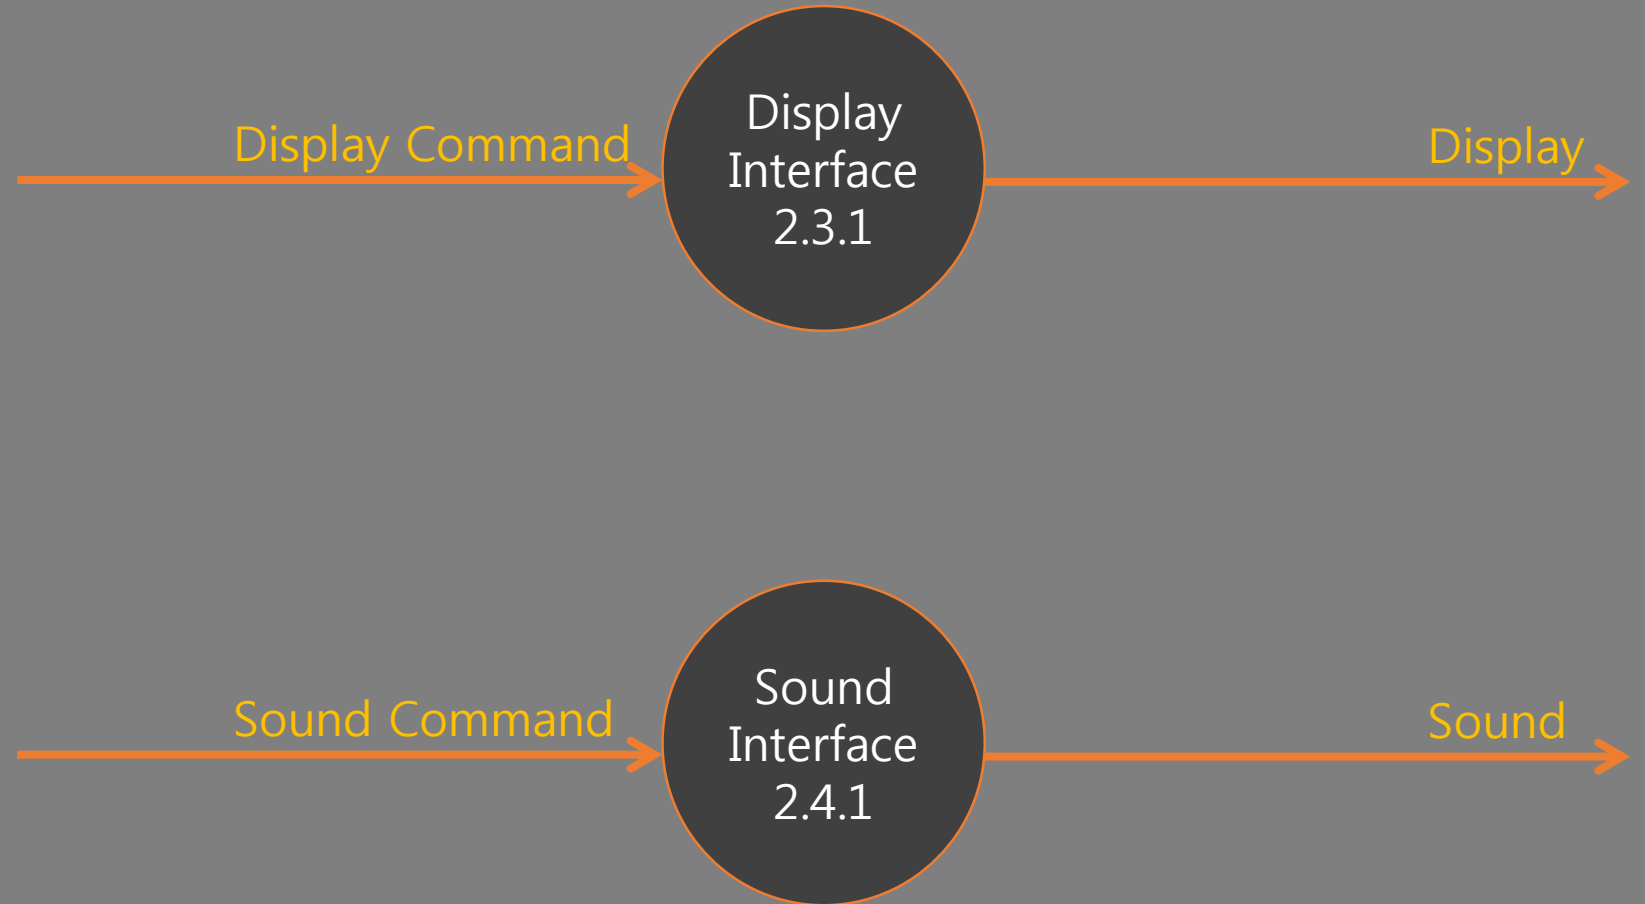 Display Command
Display
Interface
2.3.1
Display
Sound Command
Sound
Interface
2.4.1
Sound